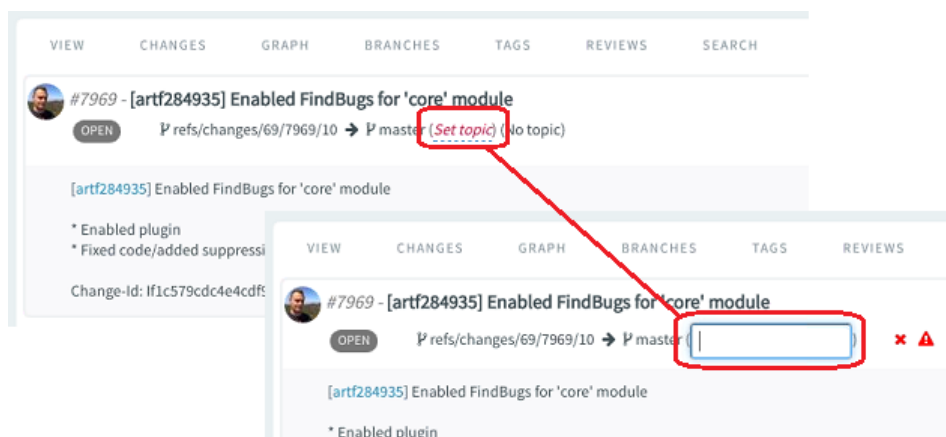 VIEW CHANGES GRAPH BRANCHES TAGS REVIEWS SEARCH
#7969 - [artf284935] Enabled FindBugs for 'core' module
OPEN refs/changes/69/7969/10 → master (Set topic) (No topic)
[artf284935] Enabled FindBugs for 'core' module
* Enabled plugin
* Fixed code/added suppressi
Change-Id: If1c579cdc4e4cdf
VIEW CHANGES GRAPH BRANCHES TAGS REVIEWS
#7969 - [artf284935] Enabled FindBugs for 'core' module
OPEN refs/changes/69/7969/10 → master ( )
[artf284935] Enabled FindBugs for 'core' module
* Enabled plugin